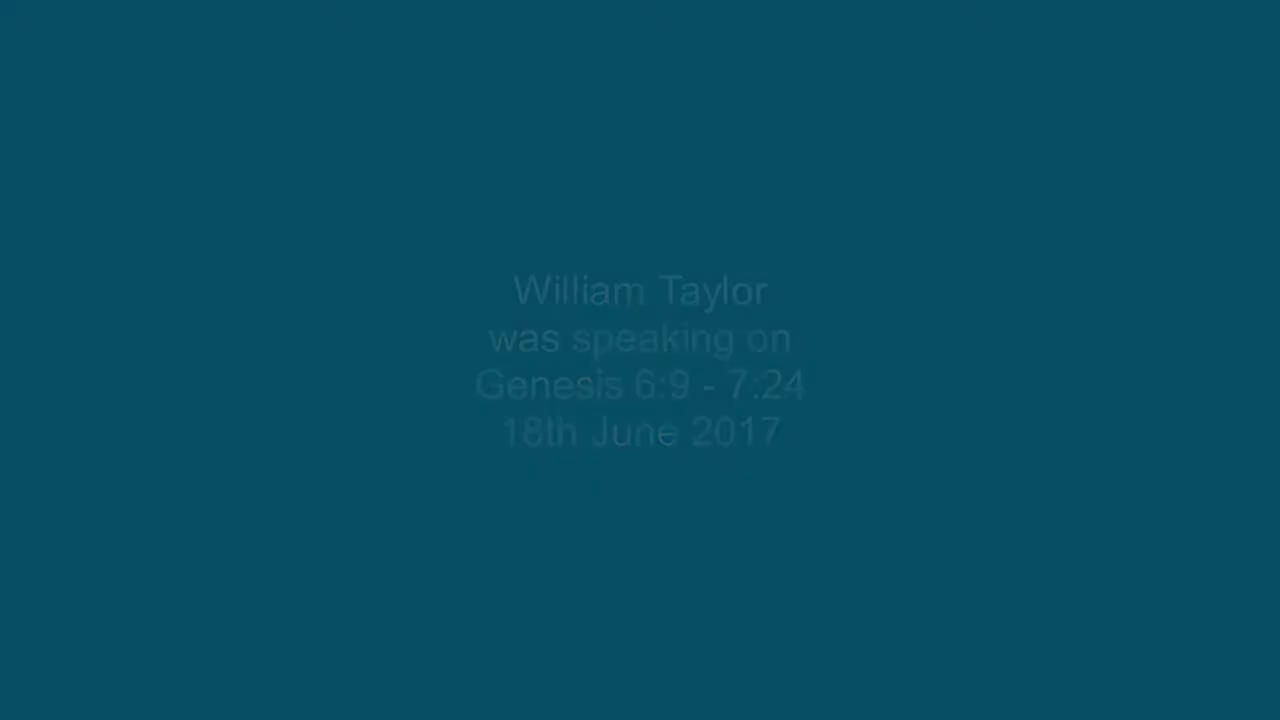 William Taylor
was speaking on
Genesis 6:9 - 7:24
18th June 2017